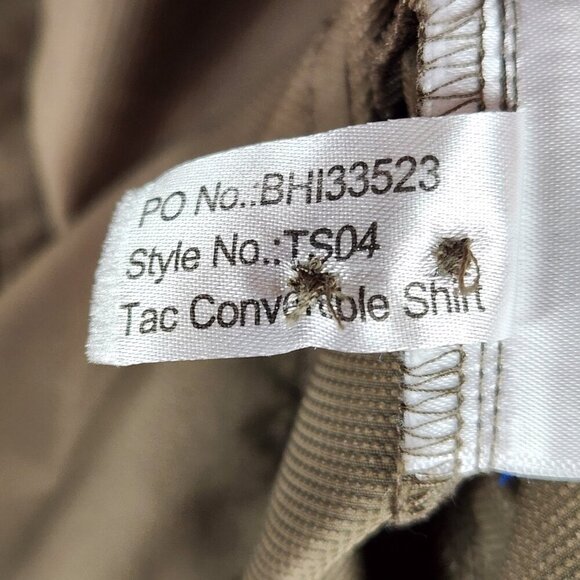 PO No.:BHI33523
Style No.:TS04
Tac Convertible Shirt